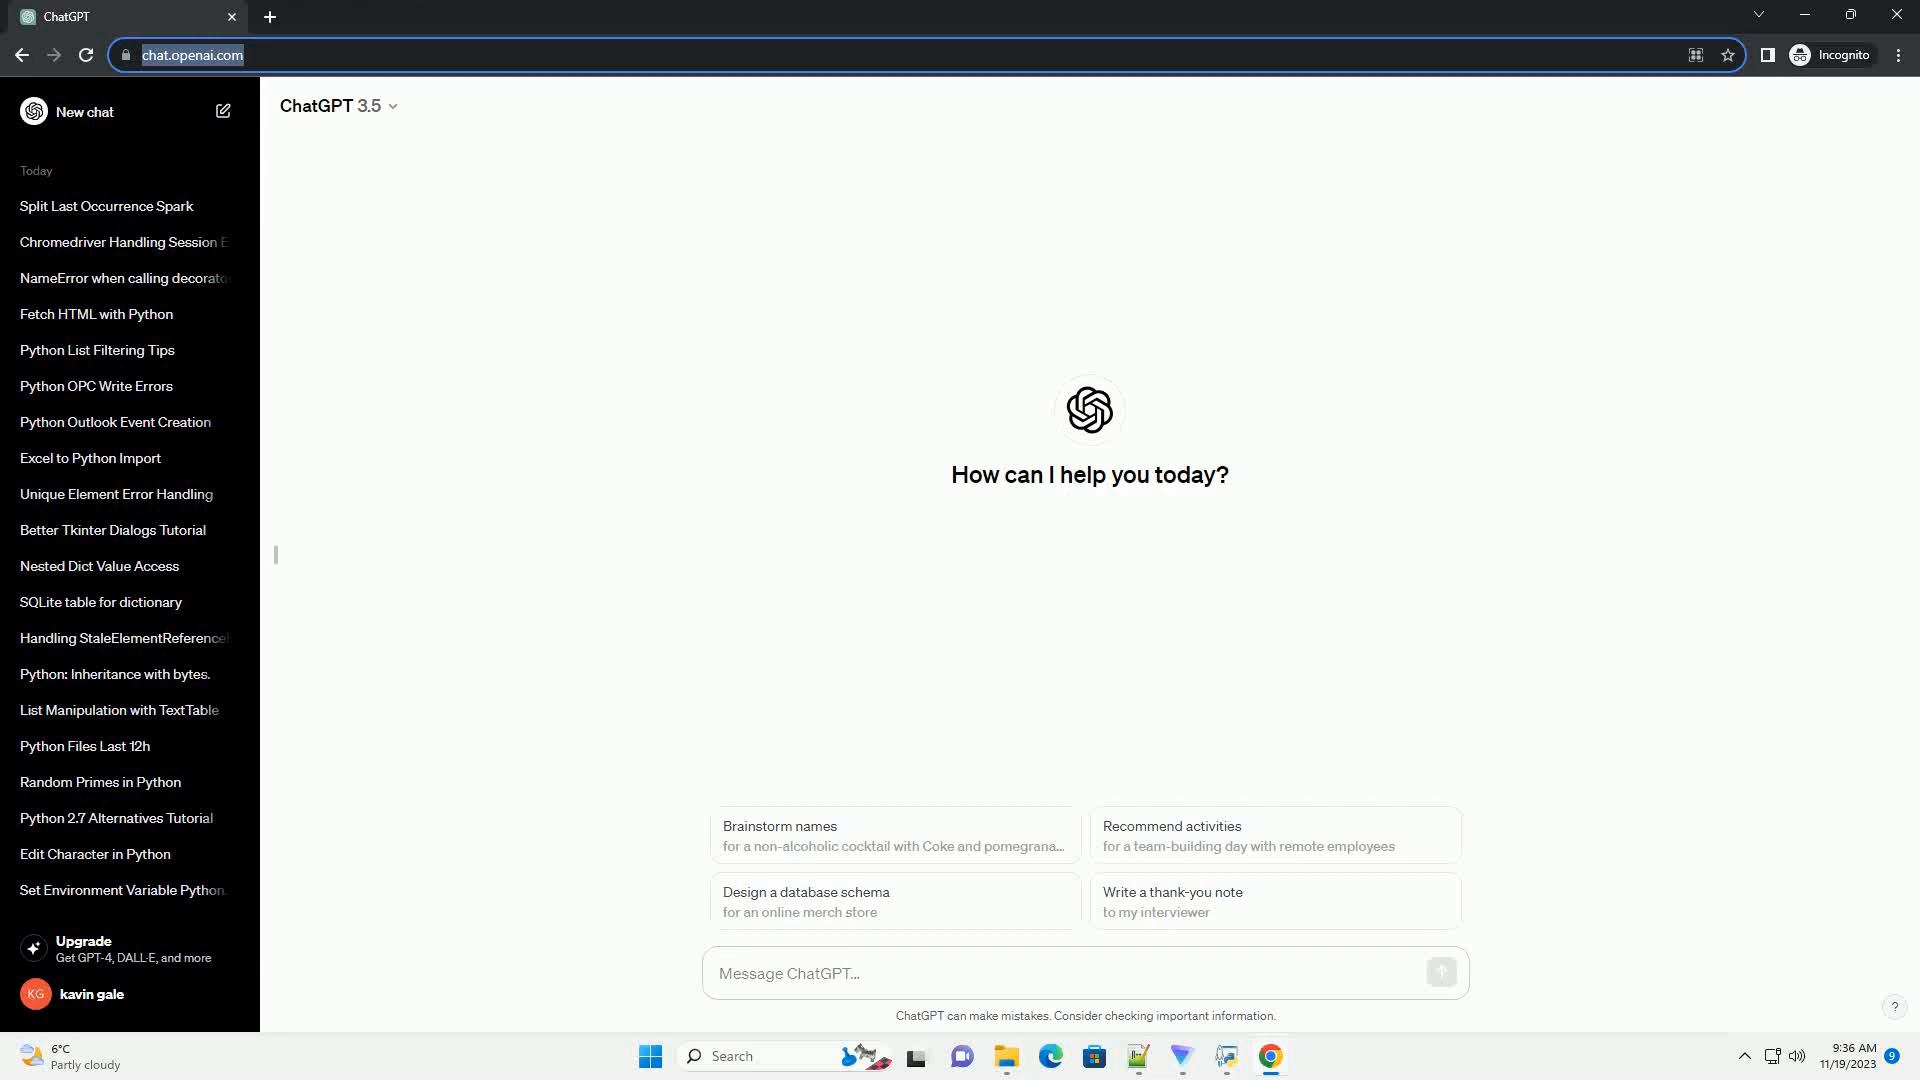 ChatGPT
chat.openai.com
Incognito
New chat
ChatGPT 3.5
Today
Split Last Occurrence Spark
Chromedriver Handling Session E
NameError when calling decorato
Fetch HTML with Python
Python List Filtering Tips
Python OPC Write Errors
Python Outlook Event Creation
Excel to Python Import
Unique Element Error Handling
Better Tkinter Dialogs Tutorial
Nested Dict Value Access
SQLite table for dictionary
Handling StaleElementReference
Python: Inheritance with bytes.
List Manipulation with TextTable
Python Files Last 12h
Random Primes in Python
Python 2.7 Alternatives Tutorial
Edit Character in Python
Set Environment Variable Python.
Upgrade
Get GPT-4, DALL·E, and more
KG
kavin gale
How can I help you today?
Brainstorm names
for a non-alcoholic cocktail with Coke and pomegrana...
Recommend activities
for a team-building day with remote employees
Design a database schema
for an online merch store
Write a thank-you note
to my interviewer
Message ChatGPT...
ChatGPT can make mistakes. Consider checking important information.
?
6°C
Partly cloudy
Search
9:36 AM
11/19/2023
9